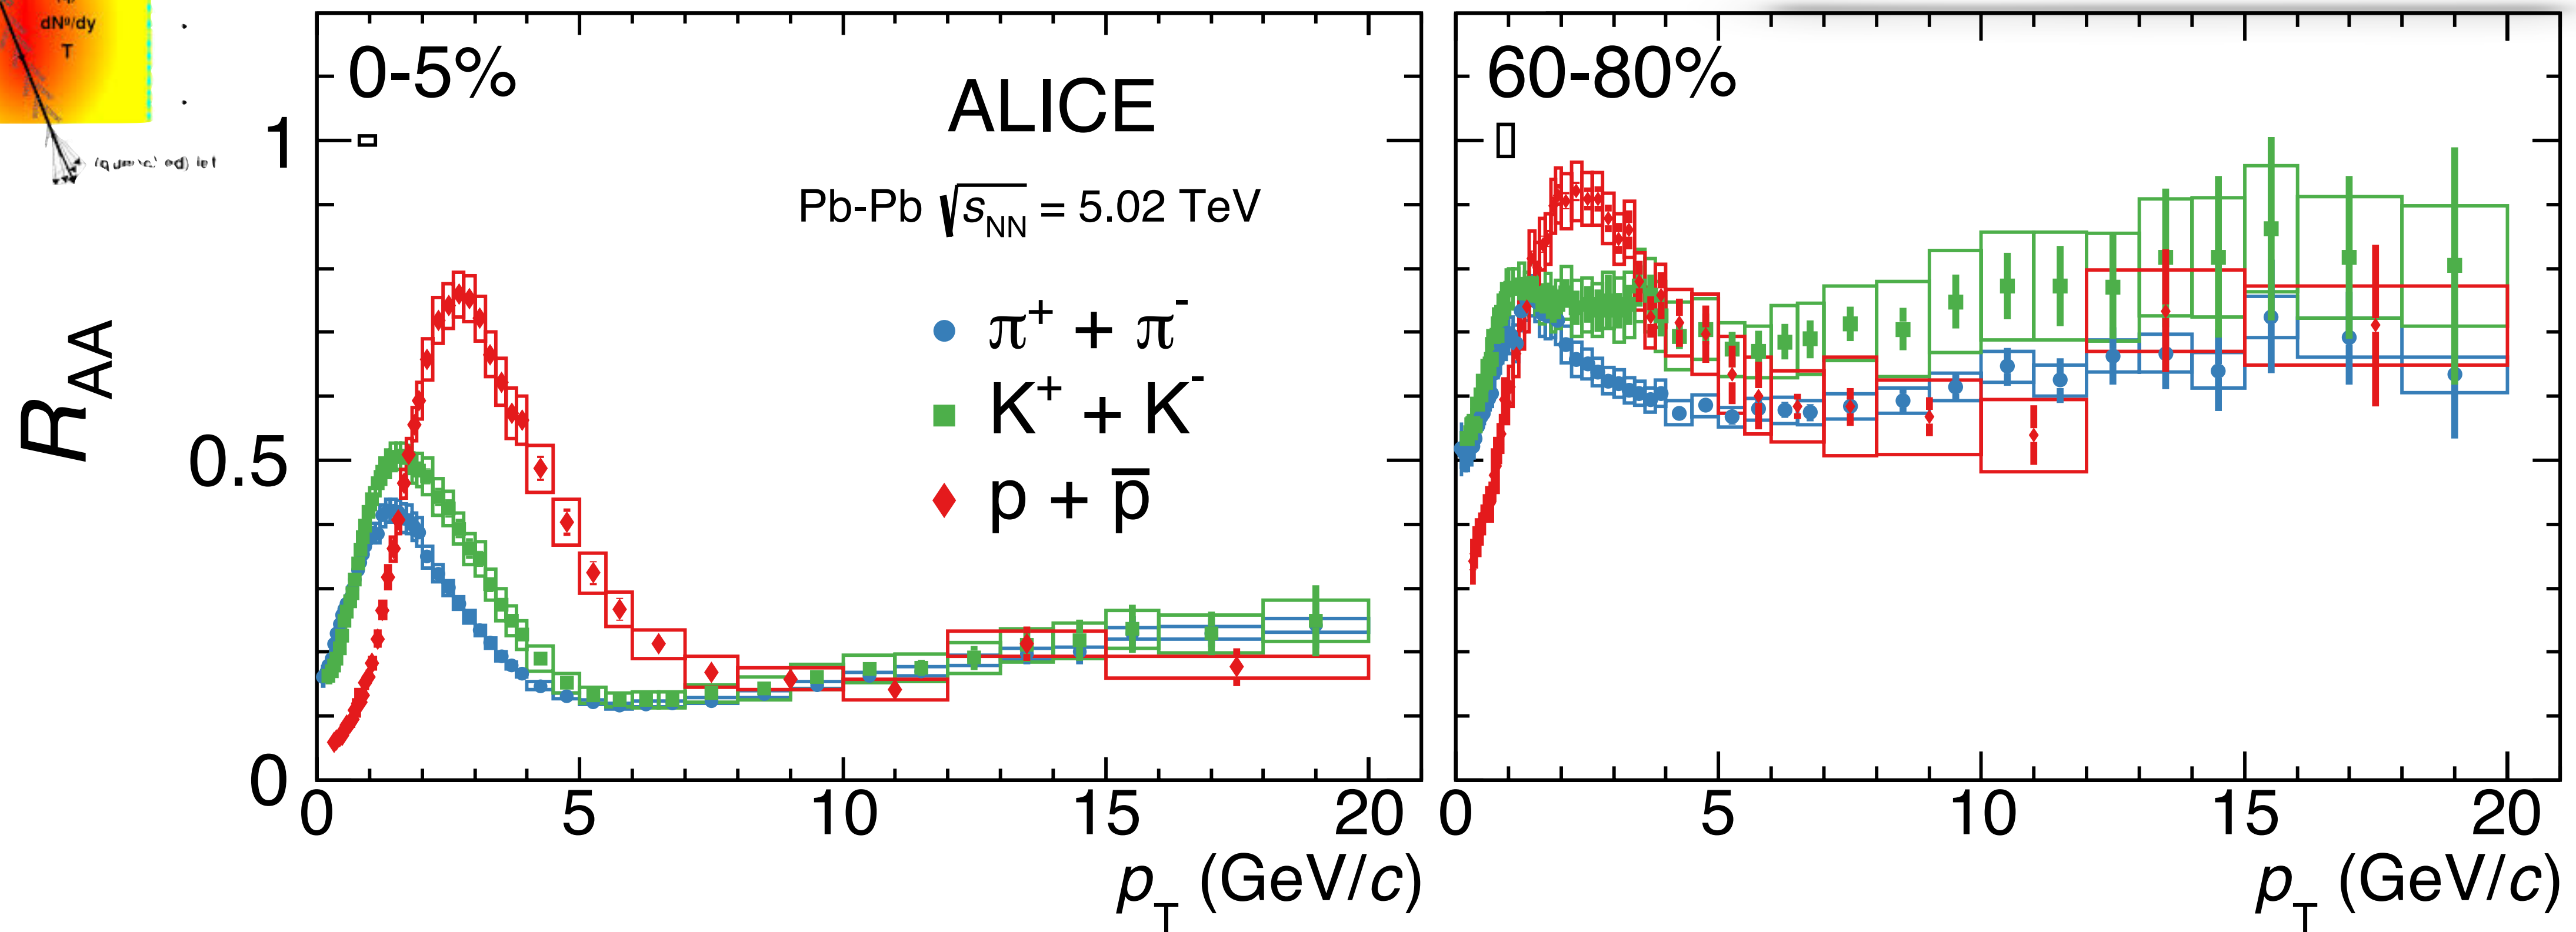 dN⁹/dy
T
0-5%
ALICE
Pb-Pb √sNN = 5.02 TeV
π⁺ + π⁻
K⁺ + K⁻
p + p̅
60-80%
RAA
1
0.5
0
0 5 10 15 20
0 5 10 15 20
pT (GeV/c)
pT (GeV/c)